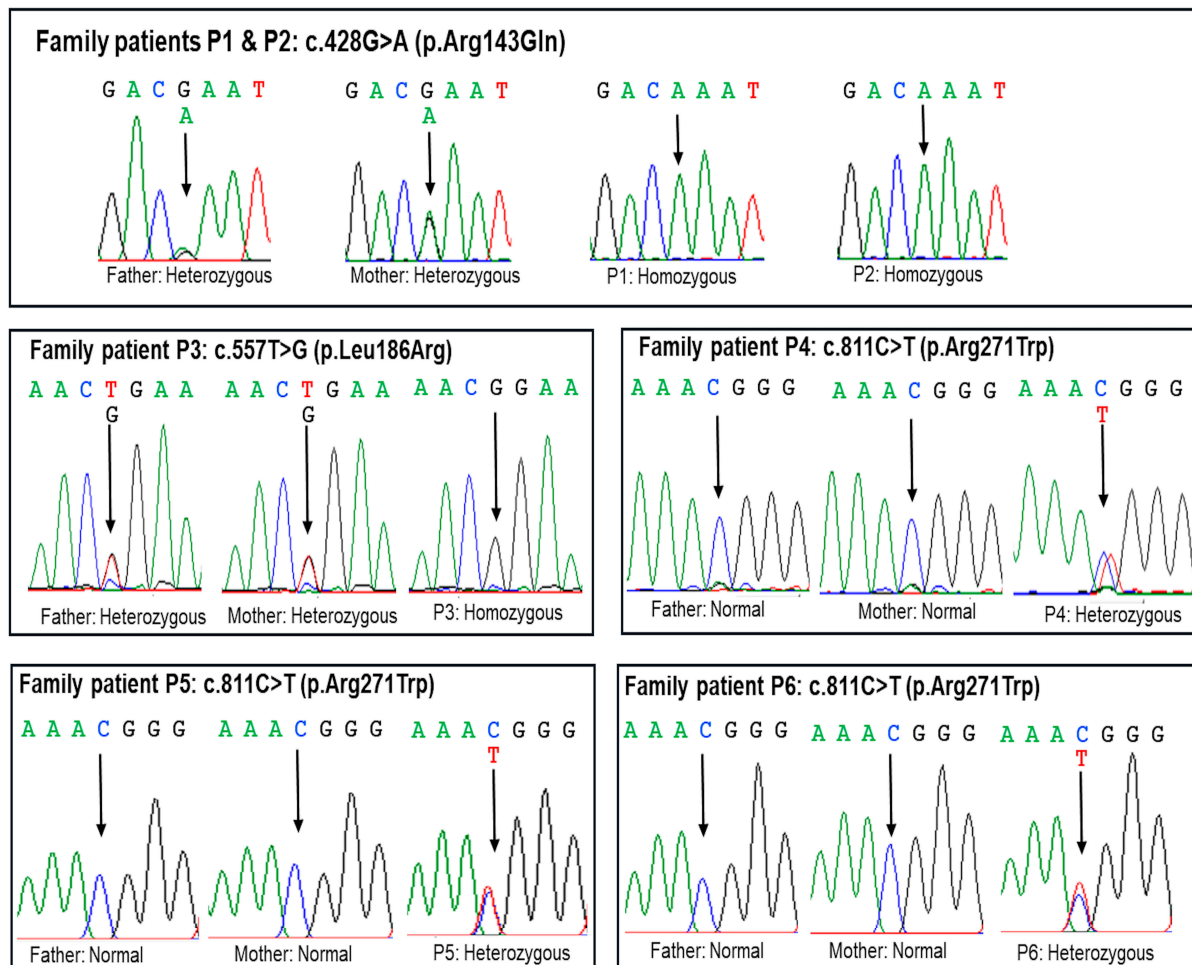 Family patients P1 & P2: c.428G>A (p.Arg143Gln)
G A C G A A T
A
G A C G A A T
A
G A C A A A T
G A C A A A T
Father: Heterozygous
Mother: Heterozygous
P1: Homozygous
P2: Homozygous
Family patient P3: c.557T>G (p.Leu186Arg)
A A C T G A A
G
A A C T G A A
G
A A C G G A A
Father: Heterozygous
Mother: Heterozygous
P3: Homozygous
Family patient P4: c.811C>T (p.Arg271Trp)
A A A C G G G
A A A C G G G
A A A C G G G
T
Father: Normal
Mother: Normal
P4: Heterozygous
Family patient P5: c.811C>T (p.Arg271Trp)
A A A C G G G
A A A C G G G
A A A C G G G
T
Father: Normal
Mother: Normal
P5: Heterozygous
Family patient P6: c.811C>T (p.Arg271Trp)
A A A C G G G
A A A C G G G
A A A C G G G
T
Father: Normal
Mother: Normal
P6: Heterozygous